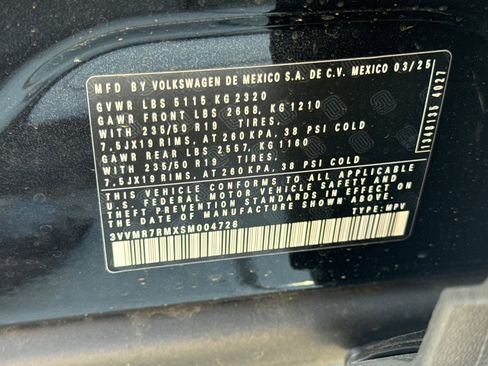 MFD BY VOLKSWAGEN DE MEXICO S.A. DE C.V. MEXICO 03/25
GVWR LBS 5115 KG 2320
GAWR FRONT LBS 2668, KG 1210
WITH 235/50 R19 TIRES.
7.5JX19 RIMS, AT 260KPA, 38 PSI COLD
GAWR REAR LBS 2557, KG 1160
WITH 235/50 R19 TIRES.
7.5JX19 RIMS, AT 260KPA, 38 PSI COLD
THIS VEHICLE CONFORMS TO ALL APPLICABLE
U.S. FEDERAL MOTOR VEHICLE SAFETY AND
THEFT PREVENTION STANDARDS IN EFFECT ON
THE DATE OF MANUFACTURE SHOWN ABOVE.
3VVMR7RMXSM004726 TYPE: MPV
1348135 4027